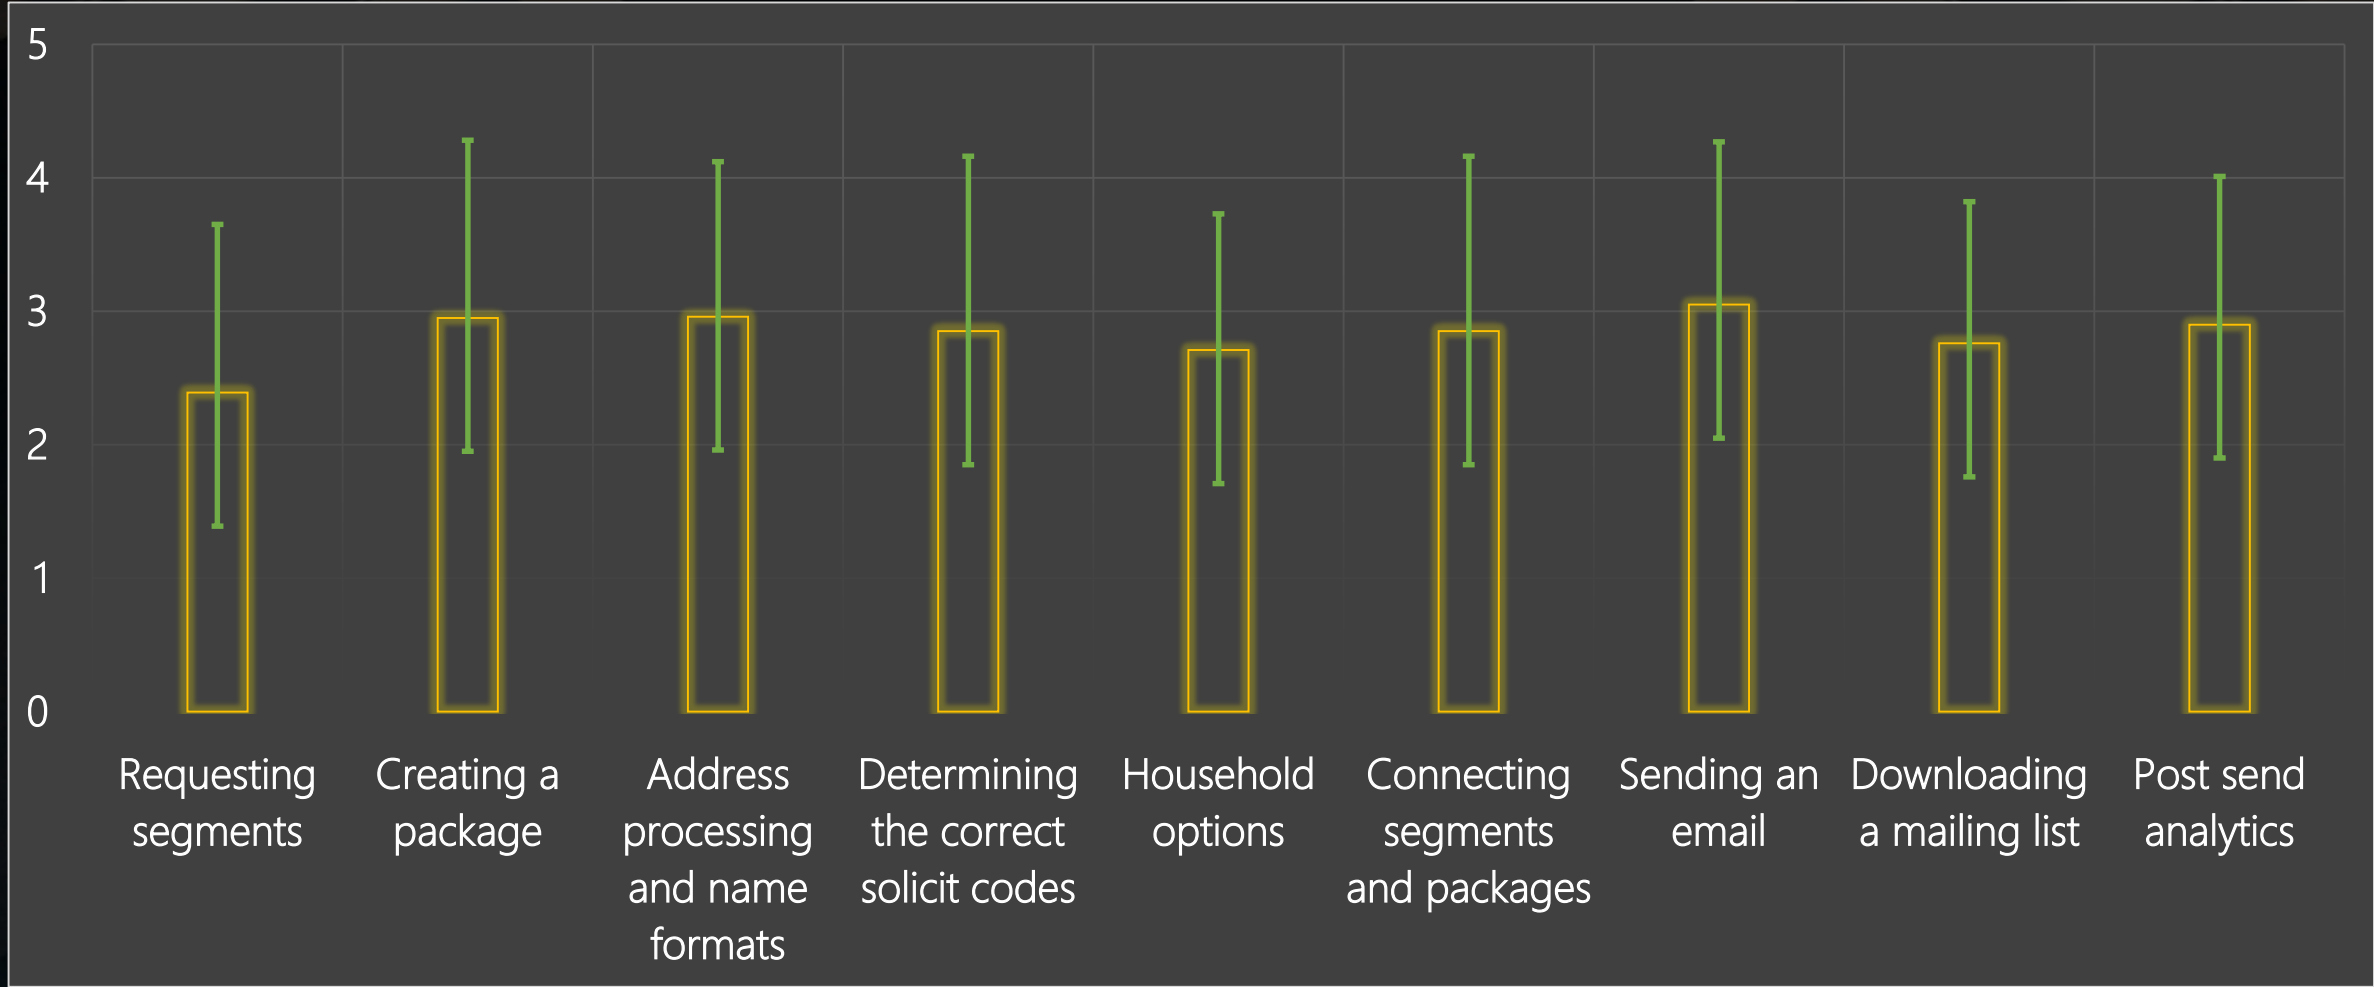 5
4
3
2
1
0
Requesting
segments
Creating a
package
Address
processing
and name
formats
Determining
the correct
solicit codes
Household
options
Connecting
segments
and packages
Sending an
email
Downloading
a mailing list
Post send
analytics